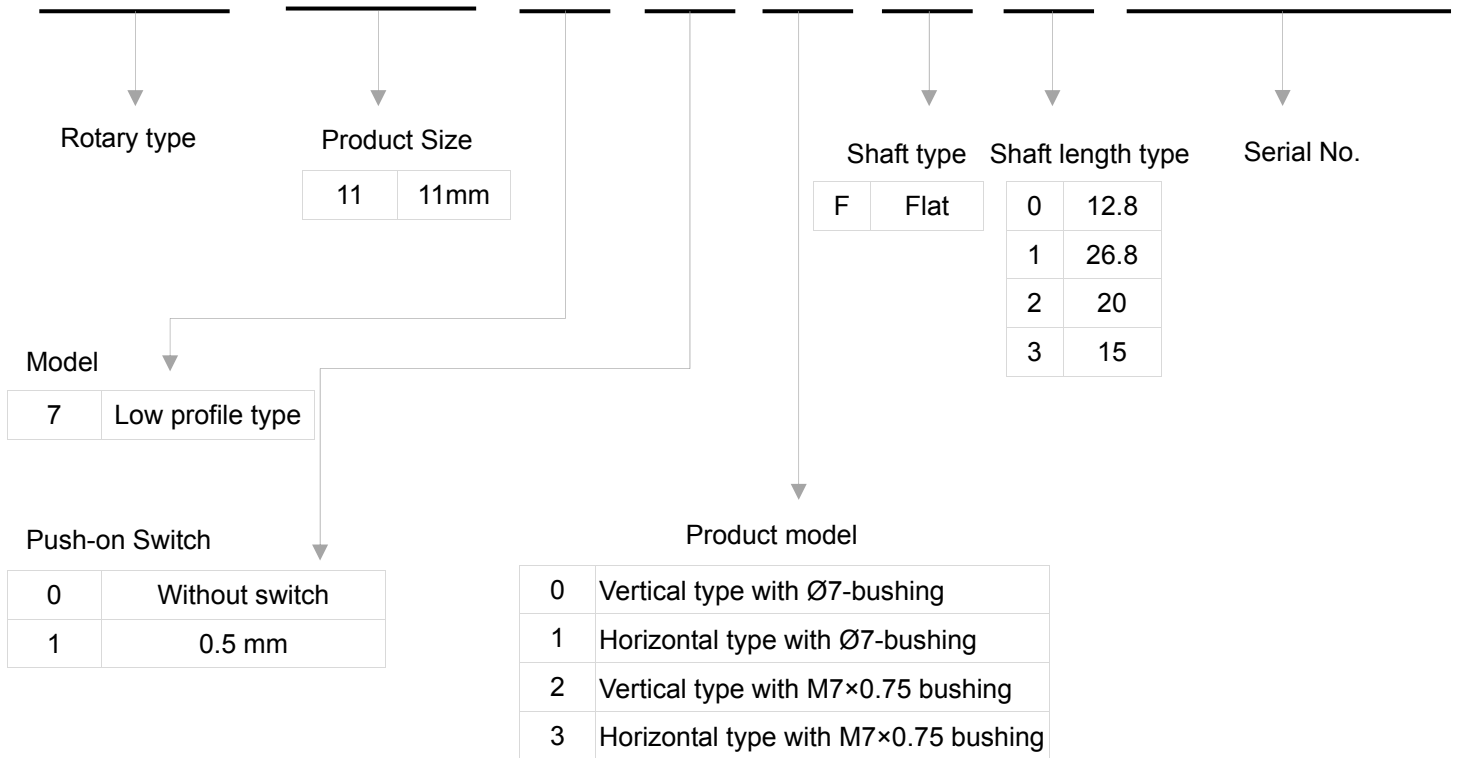 Rotary type
Product Size
11 11mm
Shaft type
F Flat
Shaft length type
0 12.8
1 26.8
2 20
3 15
Serial No.
Model
7 Low profile type
Push-on Switch
0 Without switch
1 0.5 mm
Product model
0 Vertical type with Ø7-bushing
1 Horizontal type with Ø7-bushing
2 Vertical type with M7×0.75 bushing
3 Horizontal type with M7×0.75 bushing